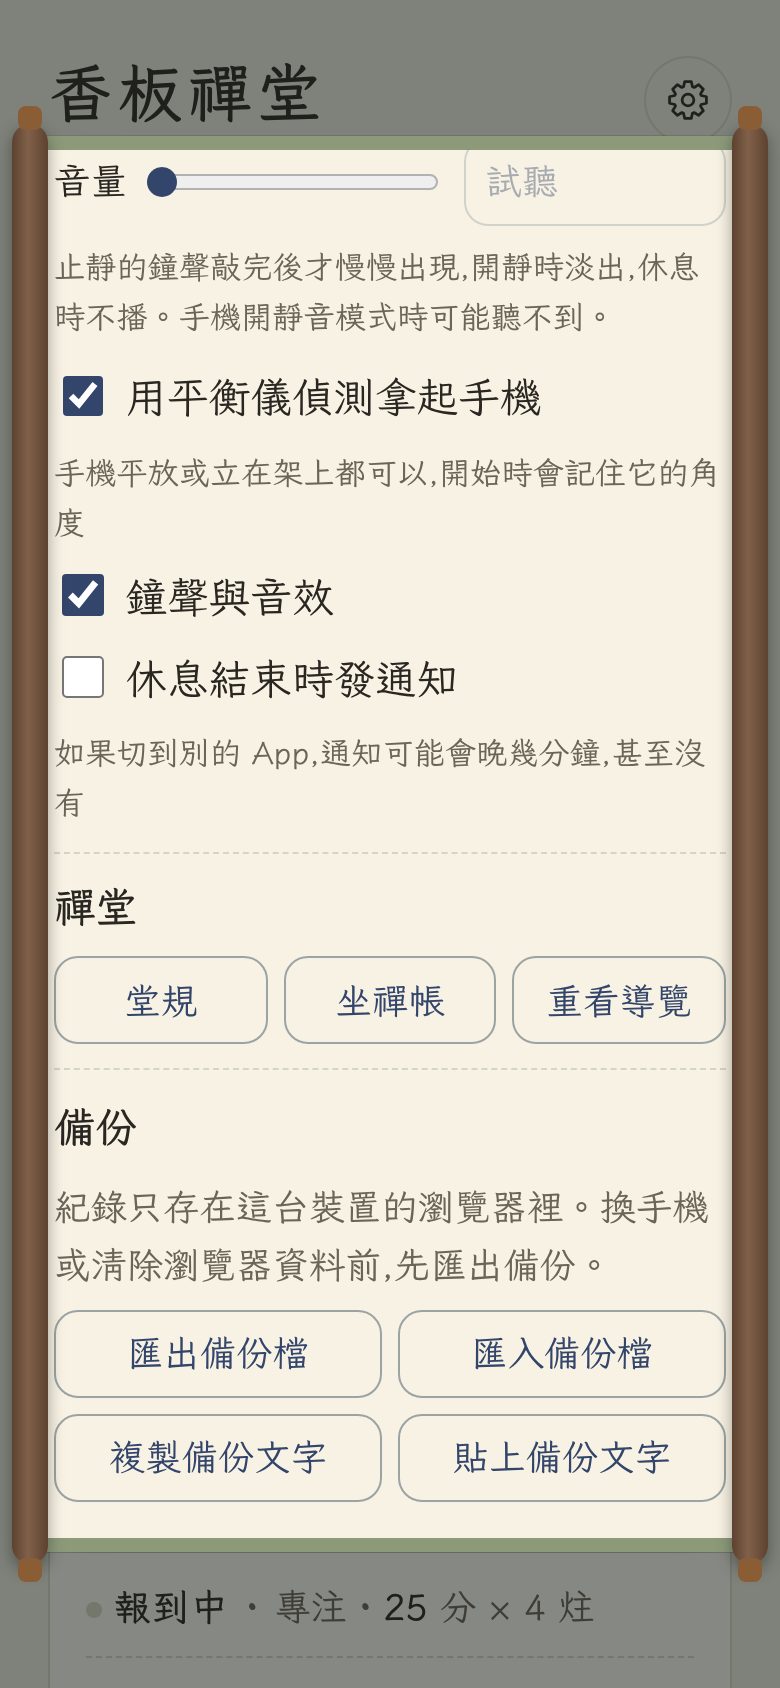 香板禪堂
音量 試聽
止靜的鐘聲敲完後才慢慢出現,開靜時淡出,休息
時不播。手機開靜音模式時可能聽不到。
用平衡儀偵測拿起手機
手機平放或立在架上都可以,開始時會記住它的角
度
鐘聲與音效
休息結束時發通知
如果切到別的 App,通知可能會晚幾分鐘,甚至沒
有
禪堂
堂規 坐禪帳 重看導覽
備份
紀錄只存在這台裝置的瀏覽器裡。換手機
或清除瀏覽器資料前,先匯出備份。
匯出備份檔 匯入備份檔
複製備份文字 貼上備份文字
報到中・專注・25 分 × 4 炷